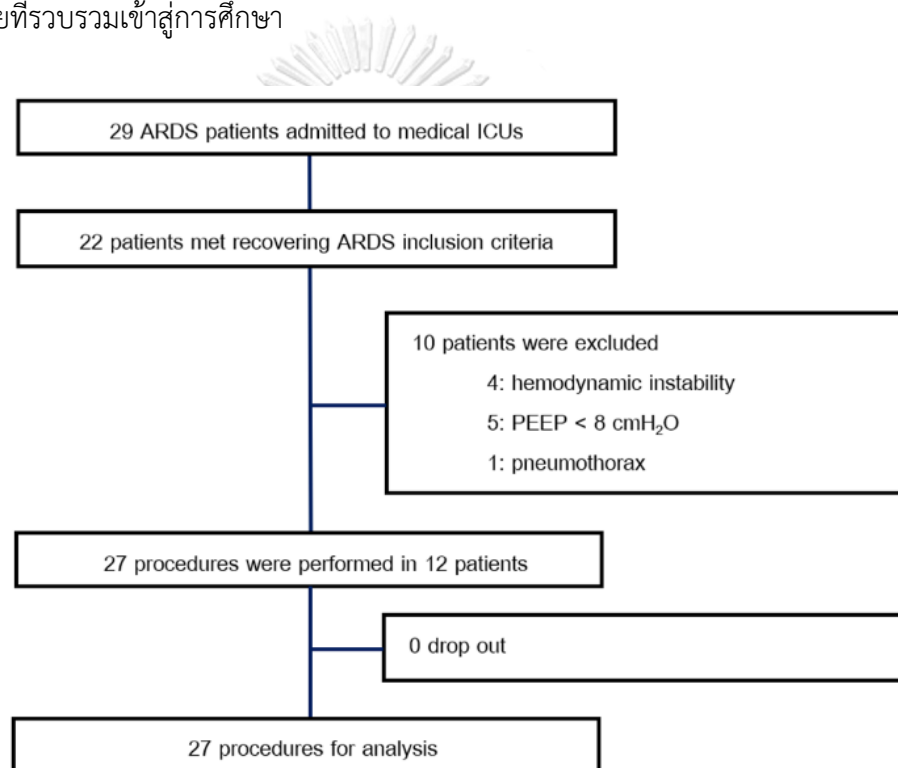 ยที่รวบรวมเข้าสู่การศึกษา
29 ARDS patients admitted to medical ICUs
22 patients met recovering ARDS inclusion criteria
10 patients were excluded
4: hemodynamic instability
5: PEEP < 8 cmH₂O
1: pneumothorax
27 procedures were performed in 12 patients
0 drop out
27 procedures for analysis